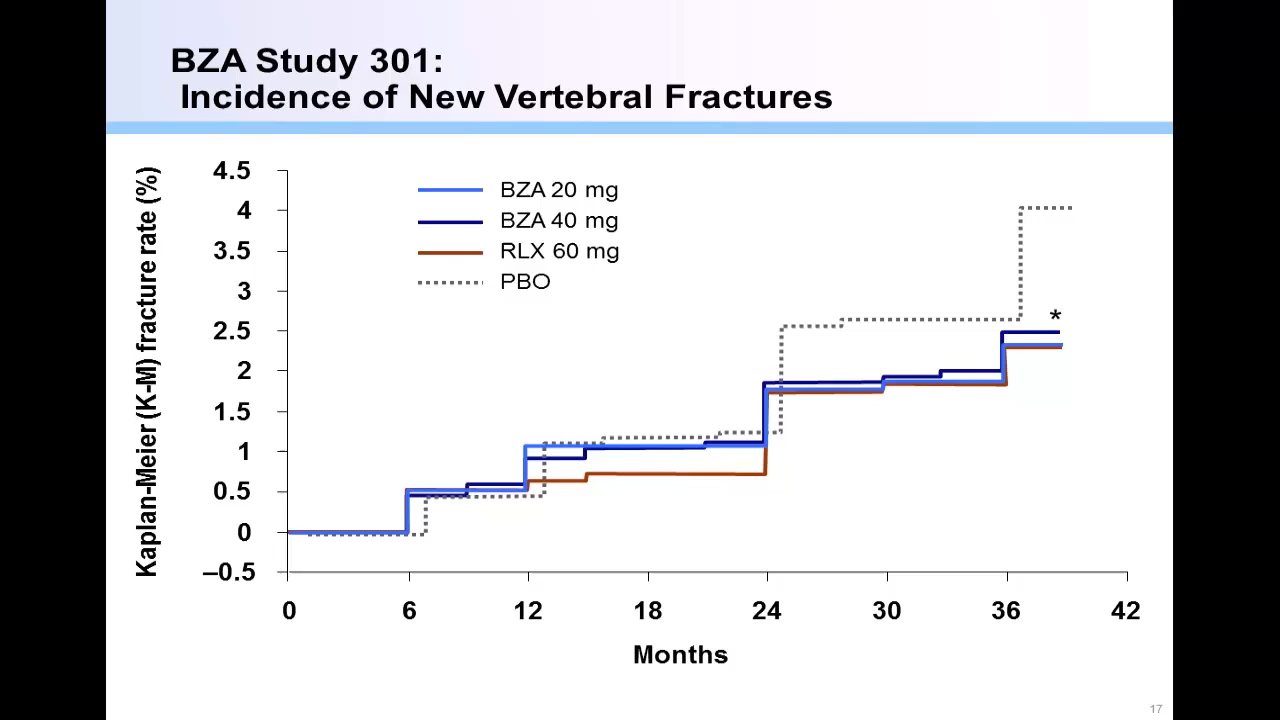 BZA Study 301:
Incidence of New Vertebral Fractures
Kaplan-Meier (K-M) fracture rate (%)
4.5
4
3.5
3
2.5
2
1.5
1
0.5
0
–0.5
BZA 20 mg
BZA 40 mg
RLX 60 mg
PBO
*
0 6 12 18 24 30 36 42
Months
17